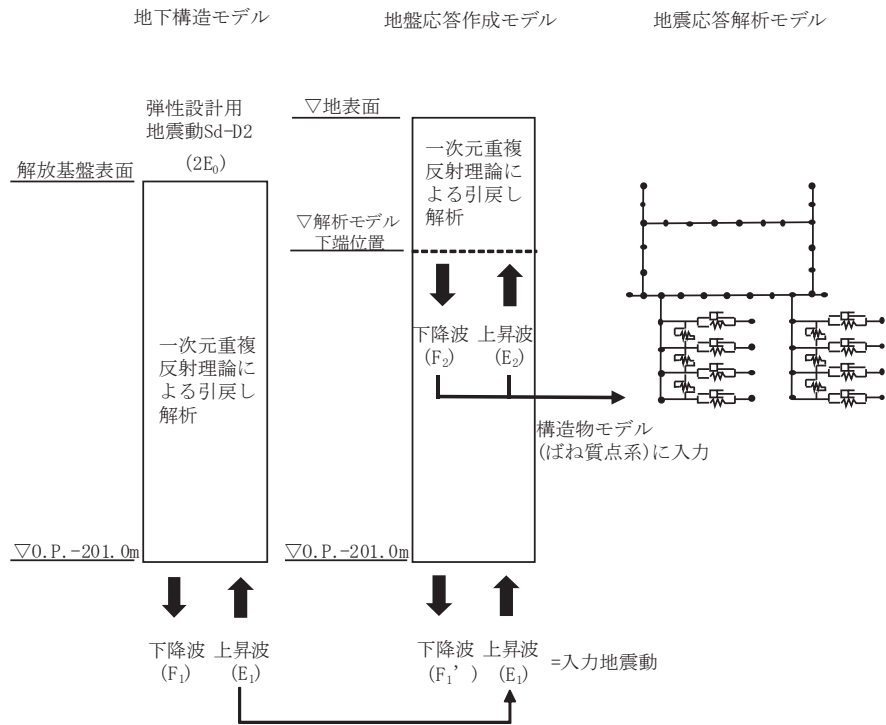 地下構造モデル
地盤応答作成モデル
地震応答解析モデル
弾性設計用
地震動Sd-D2
(2E₀)
解放基盤表面
一次元重複
反射理論に
よる引戻し
解析
▽O.P.-201.0m
下降波
(F₁)
上昇波
(E₁)
▽地表面
一次元重複
反射理論に
よる引戻し
解析
▽解析モデル
下端位置
下降波
(F₂)
上昇波
(E₂)
構造物モデル
(ばね質点系)に入力
▽O.P.-201.0m
下降波
(F₁’)
上昇波
(E₁)
=入力地震動